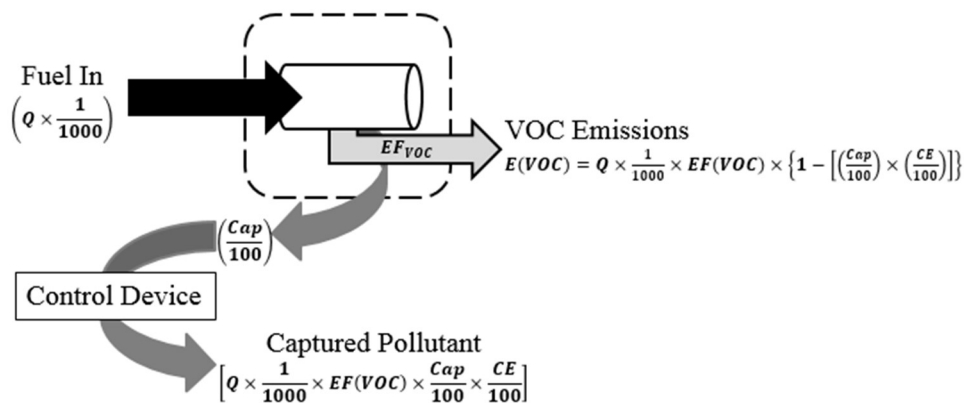 Fuel In
(Q × 1/1000)
EF_VOC
VOC Emissions
E(VOC) = Q × 1/1000 × EF(VOC) × {1 − [(Cap/100) × (CE/100)]}
(Cap/100)
Control Device
Captured Pollutant
[Q × 1/1000 × EF(VOC) × Cap/100 × CE/100]